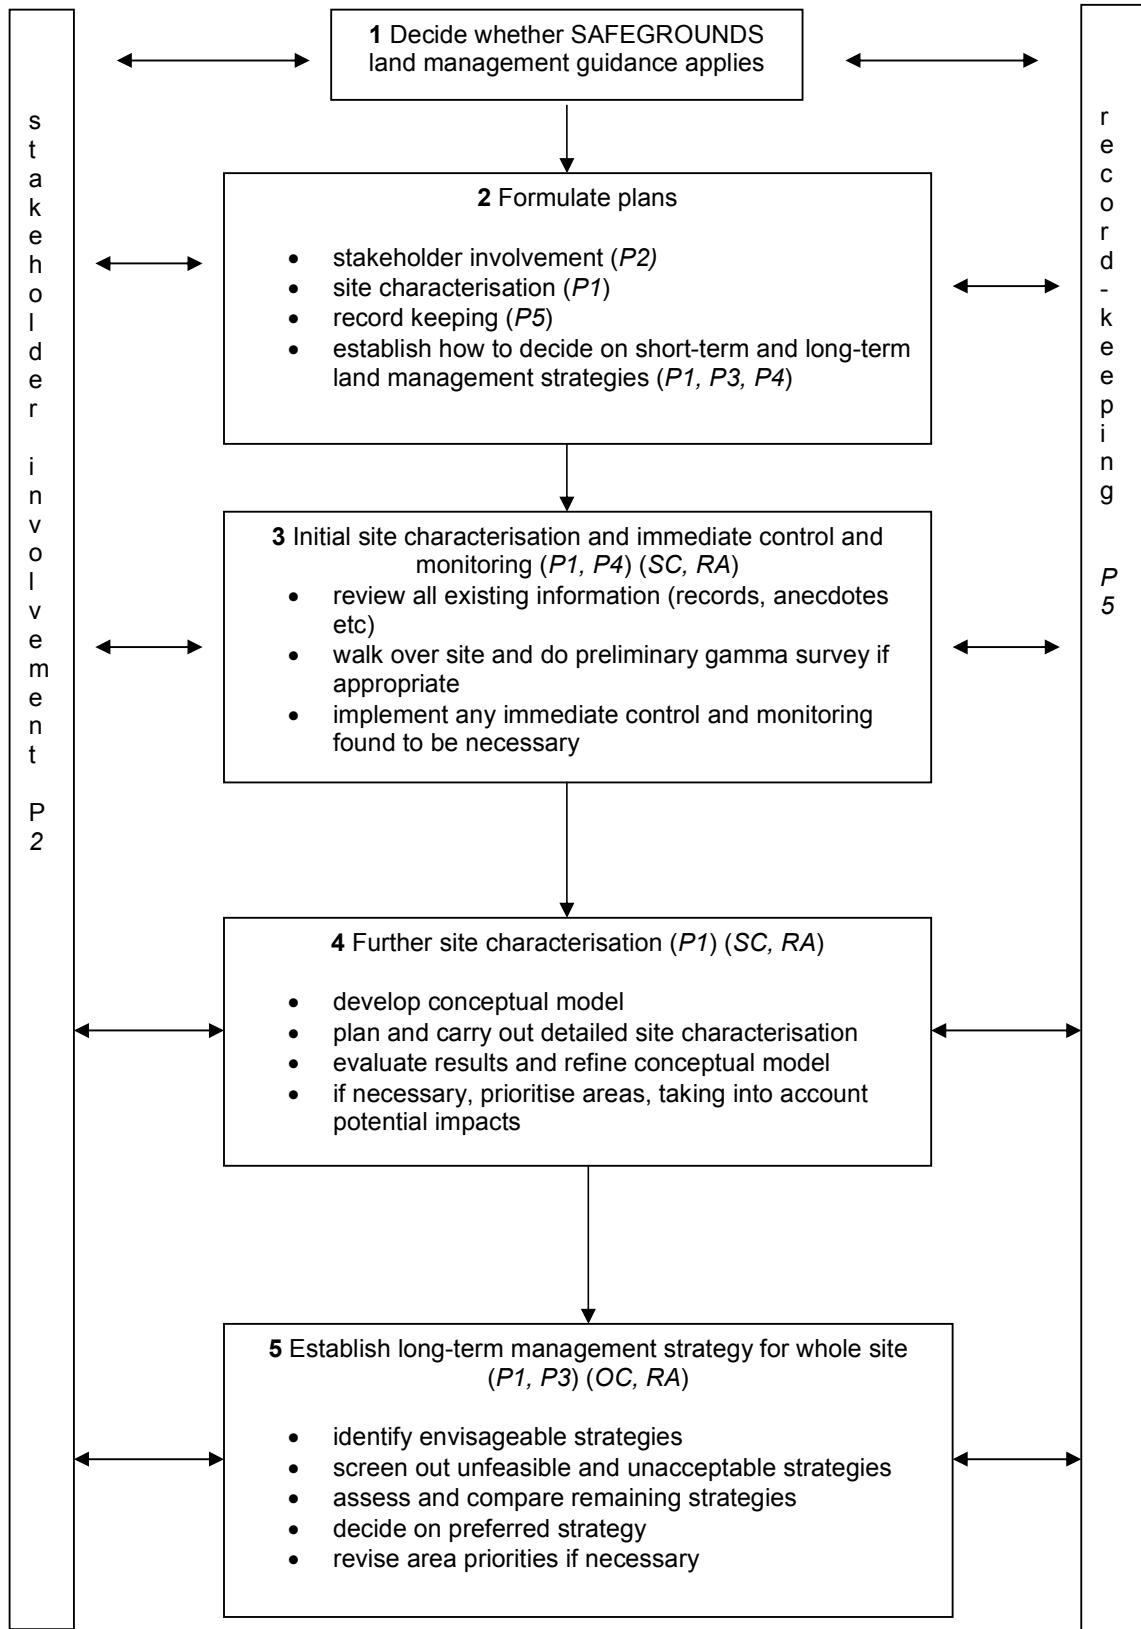 stakeholder involvement P2
1 Decide whether SAFEGROUNDS
land management guidance applies
2 Formulate plans
• stakeholder involvement (P2)
• site characterisation (P1)
• record keeping (P5)
• establish how to decide on short-term and long-term
land management strategies (P1, P3, P4)
3 Initial site characterisation and immediate control and
monitoring (P1, P4) (SC, RA)
• review all existing information (records, anecdotes
etc)
• walk over site and do preliminary gamma survey if
appropriate
• implement any immediate control and monitoring
found to be necessary
4 Further site characterisation (P1) (SC, RA)
• develop conceptual model
• plan and carry out detailed site characterisation
• evaluate results and refine conceptual model
• if necessary, prioritise areas, taking into account
potential impacts
5 Establish long-term management strategy for whole site
(P1, P3) (OC, RA)
• identify envisageable strategies
• screen out unfeasible and unacceptable strategies
• assess and compare remaining strategies
• decide on preferred strategy
• revise area priorities if necessary
record-keeping P5